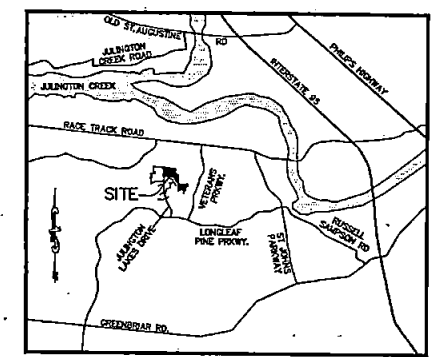 OLD ST. AUGUSTINE
RD
JULINGTON
CREEK ROAD
INTERSTATE 95
PHILIPS HIGHWAY
JULINGTON CREEK
RACE TRACK ROAD
SITE
VETERANS
PRKWY.
JULINGTON
LAKES DRIVE
LONGLEAF
PINE PRKWY.
ST. JOHNS
PARKWAY
RUSSELL
SAMPSON RD
GREENBRIAR RD.